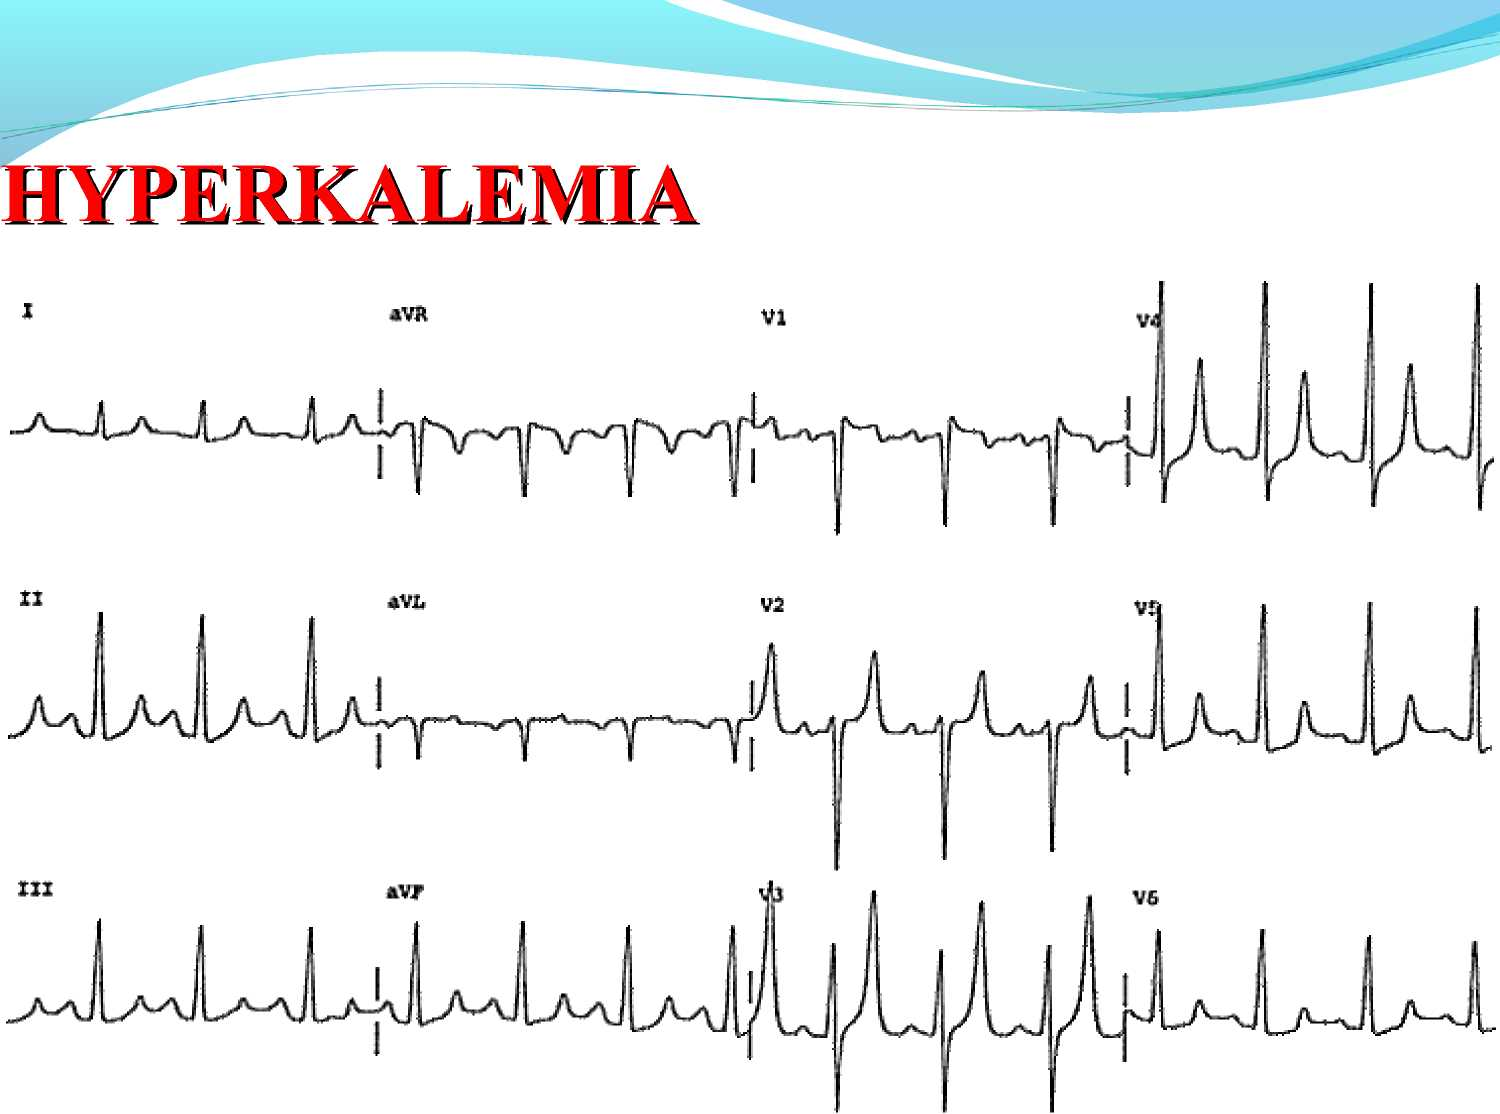 HYPERKALEMIA
I aVR V1 V4
II aVL V2 V5
III aVF V3 V6